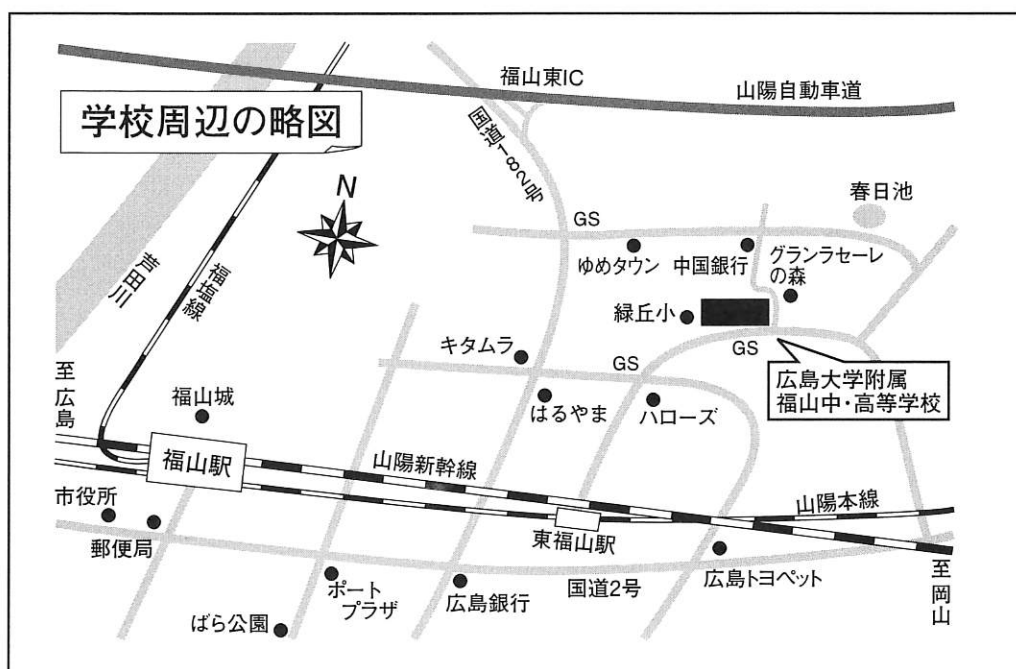 福山東IC
山陽自動車道
学校周辺の略図
国道182号
N
春日池
GS
ゆめタウン
中国銀行
グランラセーレ
の森
芦田川
福塩線
緑丘小
キタムラ
GS
GS
至広島
福山城
はるやま
ハローズ
広島大学附属
福山中・高等学校
福山駅
山陽新幹線
市役所
山陽本線
郵便局
東福山駅
ポート
プラザ
広島銀行
国道2号
広島トヨペット
至岡山
ばら公園